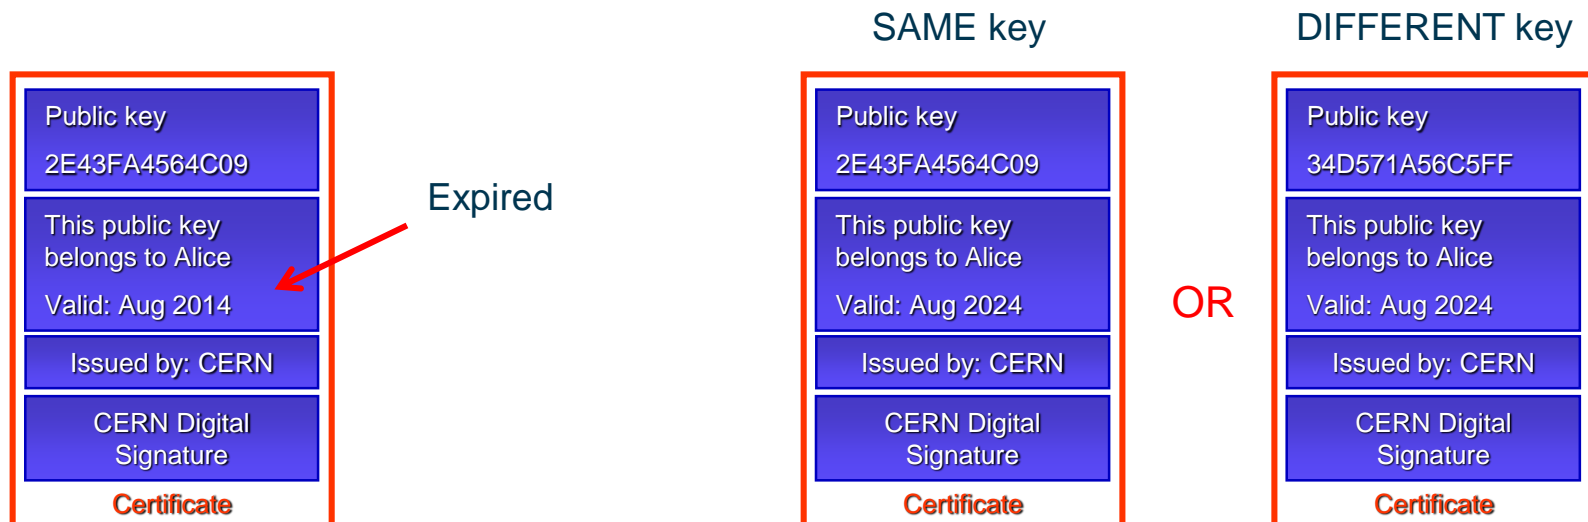 SAME key
DIFFERENT key
Public key
2E43FA4564C09
This public key
belongs to Alice
Valid: Aug 2014
Issued by: CERN
CERN Digital
Signature
Certificate
Expired
Public key
2E43FA4564C09
This public key
belongs to Alice
Valid: Aug 2024
Issued by: CERN
CERN Digital
Signature
Certificate
OR
Public key
34D571A56C5FF
This public key
belongs to Alice
Valid: Aug 2024
Issued by: CERN
CERN Digital
Signature
Certificate